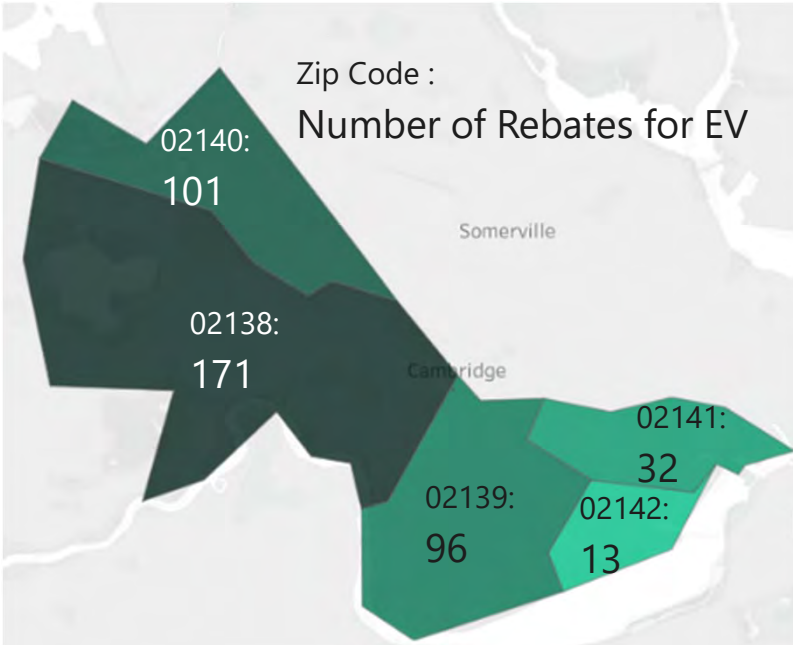 Zip Code :
Number of Rebates for EV
02140:
101
Somerville
02138:
171
Cambridge
02141:
32
02139:
96
02142:
13